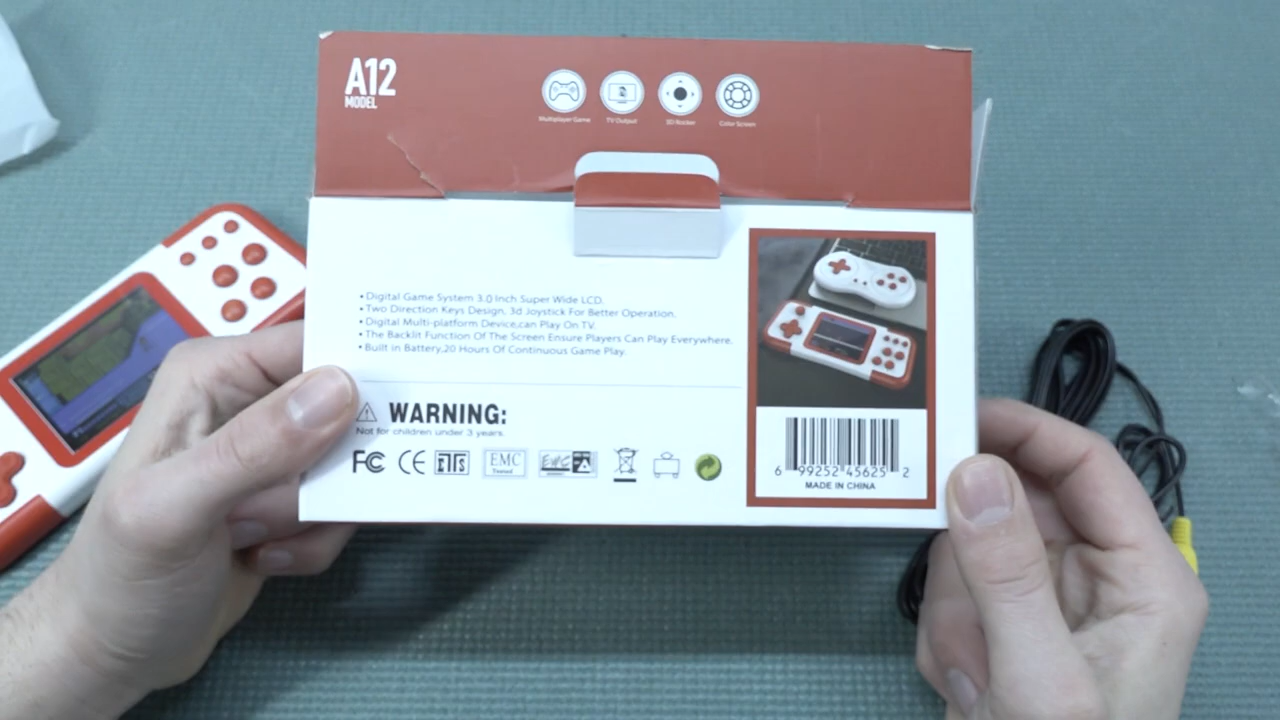 A12
MODEL
Multiplayer Game
TV Output
3D Rocker
Color Screen
• Digital Game System 3.0 Inch Super Wide LCD.
• Two Direction Keys Design, 3d Joystick For Better Operation.
• Digital Multi-platform Device,can Play On TV.
• The Backlit Function Of The Screen Ensure Players Can Play Everywhere.
• Built in Battery,20 Hours Of Continuous Game Play.
WARNING:
Not for children under 3 years.
FC CE ETS EMC EMC
Tested
6 99252 45625 2
MADE IN CHINA